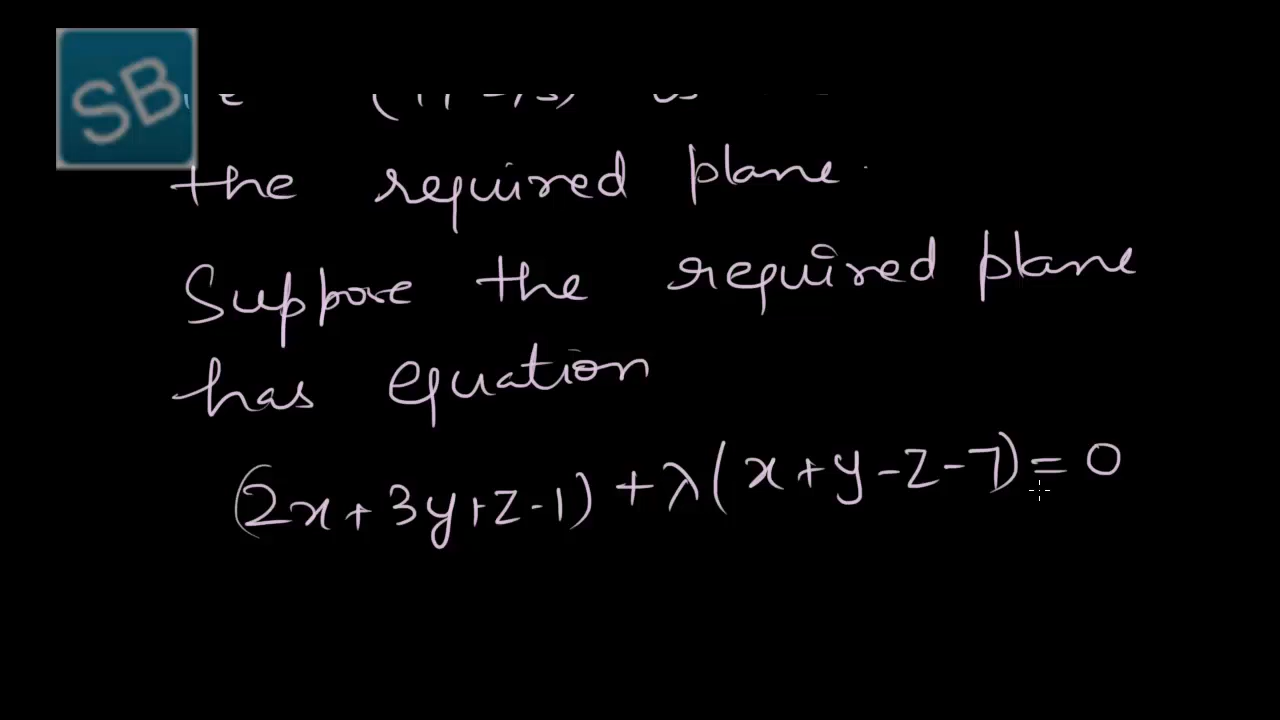 SB
the required plane.
Suppose the required plane
has equation
(2x+3y+z-1) + λ(x+y-z-7) = 0